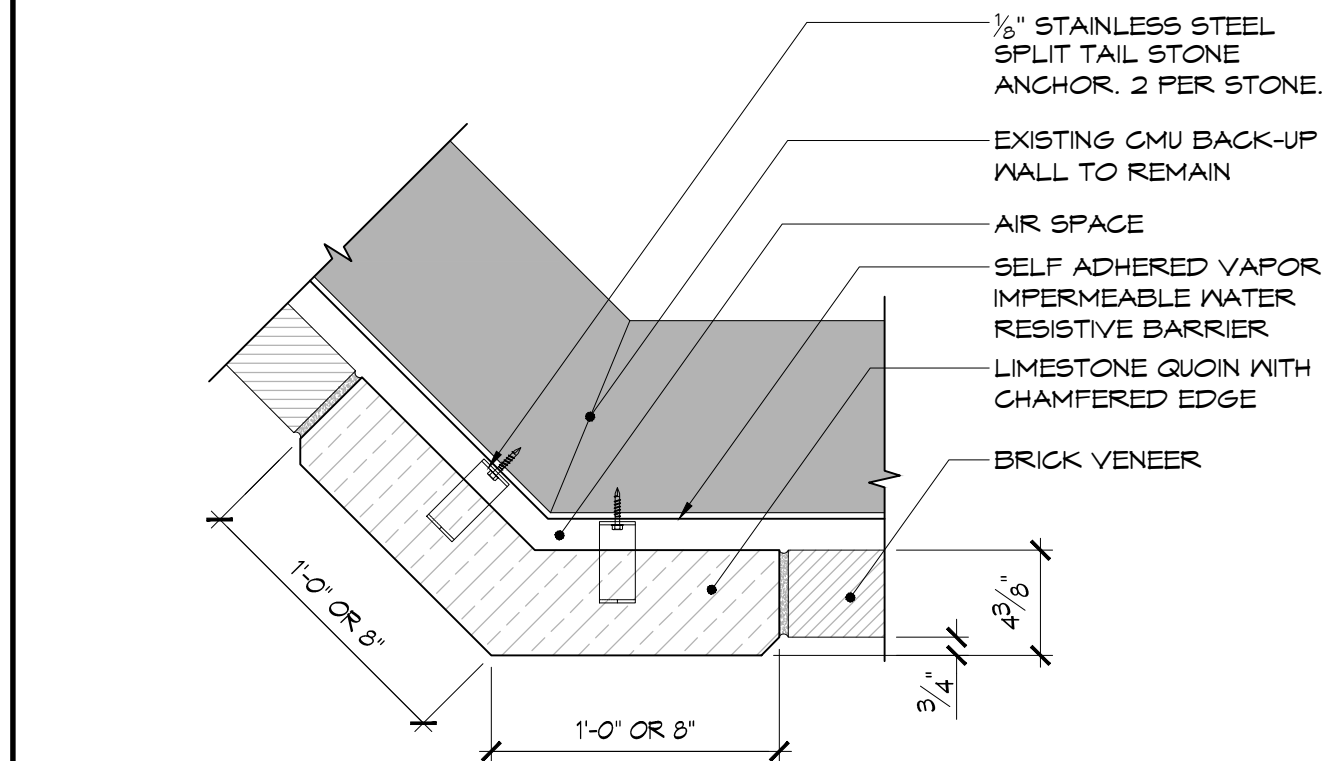 ⅛" STAINLESS STEEL
SPLIT TAIL STONE
ANCHOR. 2 PER STONE.
EXISTING CMU BACK-UP
WALL TO REMAIN
AIR SPACE
SELF ADHERED VAPOR
IMPERMEABLE WATER
RESISTIVE BARRIER
LIMESTONE QUOIN WITH
CHAMFERED EDGE
BRICK VENEER
1'-0" OR 8"
1'-0" OR 8"
4⅜"
¾"